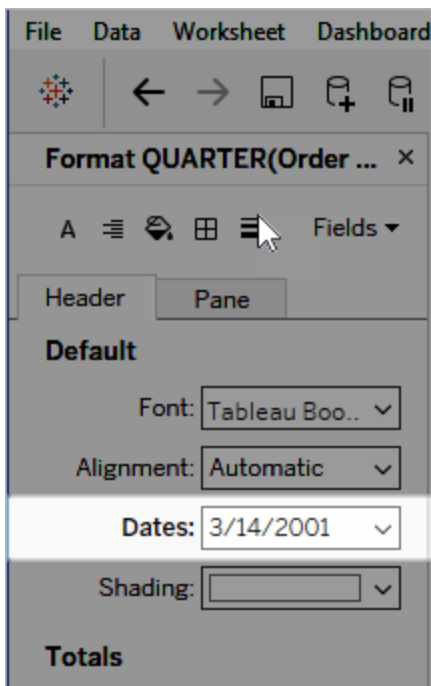 File Data Worksheet Dashboard
Format QUARTER(Order ... ×
A Fields
Header Pane
Default
Font: Tableau Boo..
Alignment: Automatic
Dates: 3/14/2001
Shading:
Totals